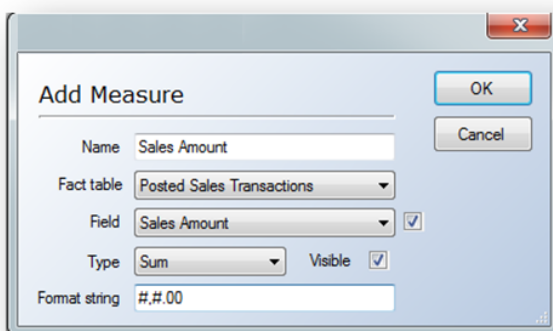 Add Measure
OK
Cancel
Name Sales Amount
Fact table Posted Sales Transactions
Field Sales Amount
Type Sum Visible
Format string #,#.00